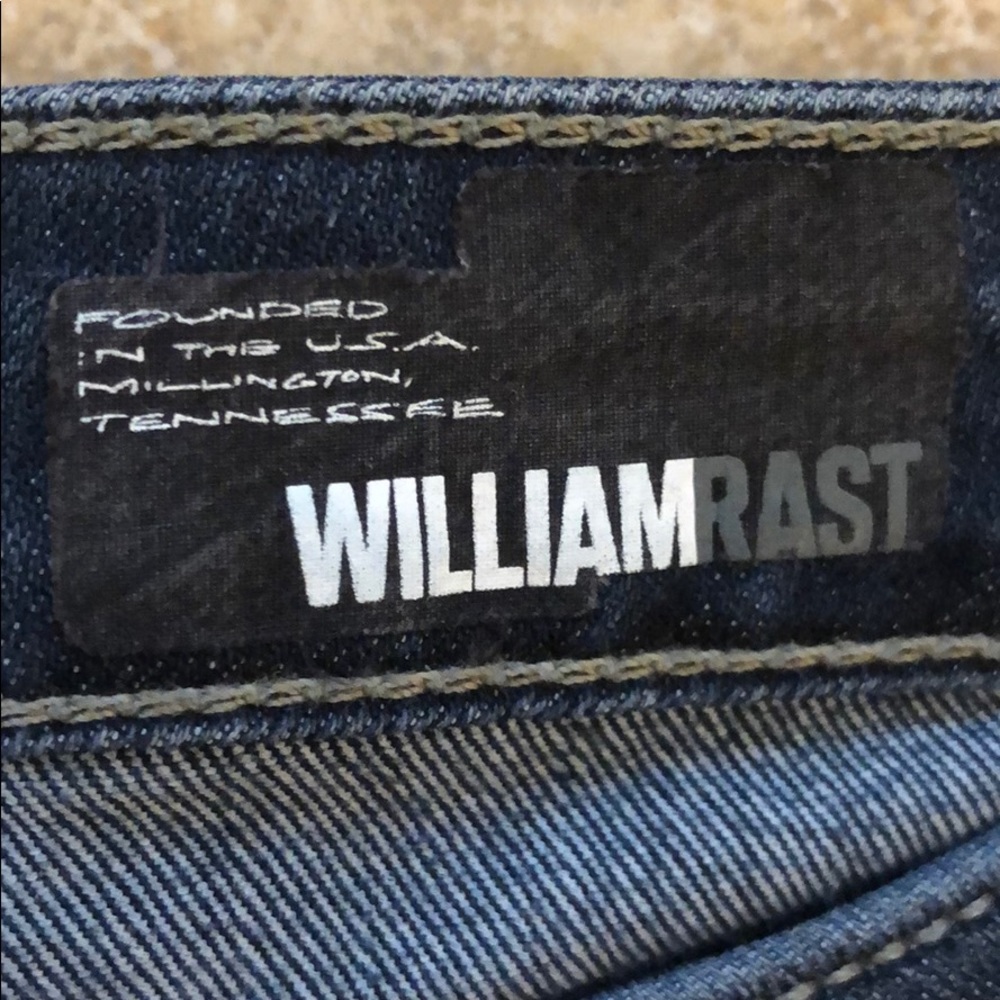 FOUNDED
IN THE U.S.A.
MILLINGTON,
TENNESSEE
WILLIAMRAST